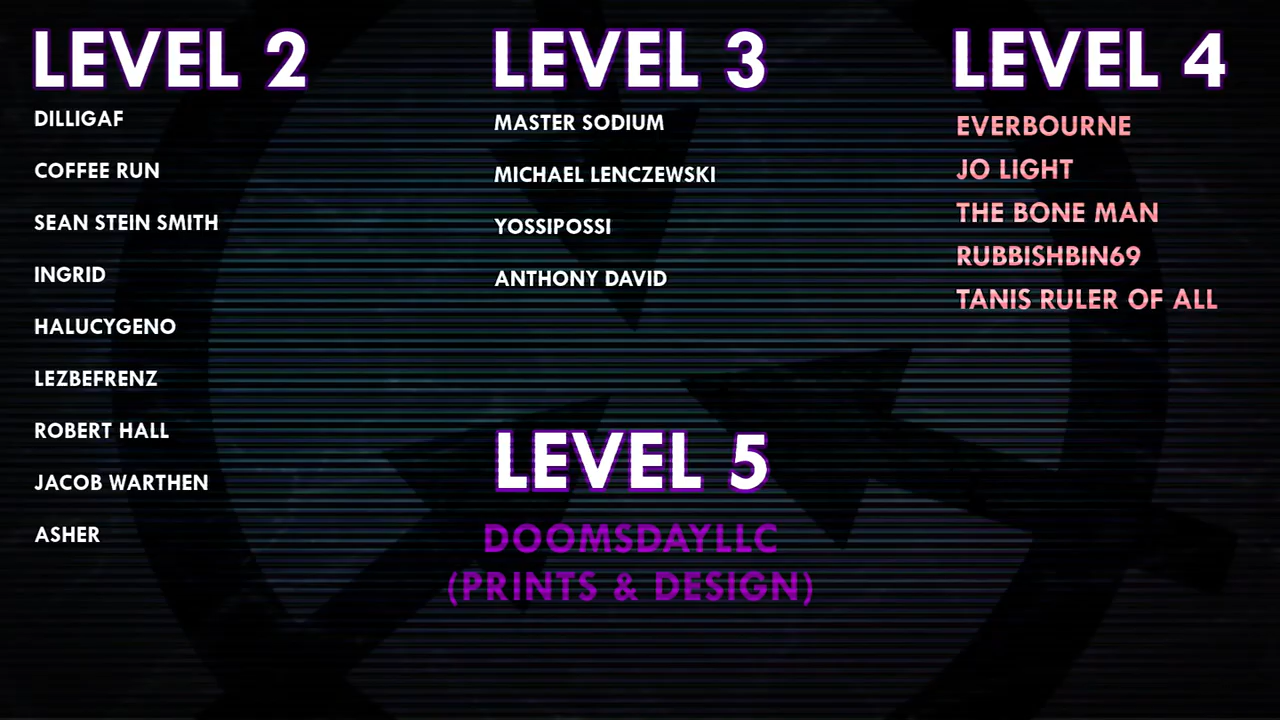 LEVEL 2
DILLIGAF
COFFEE RUN
SEAN STEIN SMITH
INGRID
HALUCYGENO
LEZBEFRENZ
ROBERT HALL
JACOB WARTHEN
ASHER
LEVEL 3
MASTER SODIUM
MICHAEL LENCZEWSKI
YOSSIPOSSI
ANTHONY DAVID
LEVEL 4
EVERBOURNE
JO LIGHT
THE BONE MAN
RUBBISHBIN69
TANIS RULER OF ALL
LEVEL 5
DOOMSDAYLLC
(PRINTS & DESIGN)